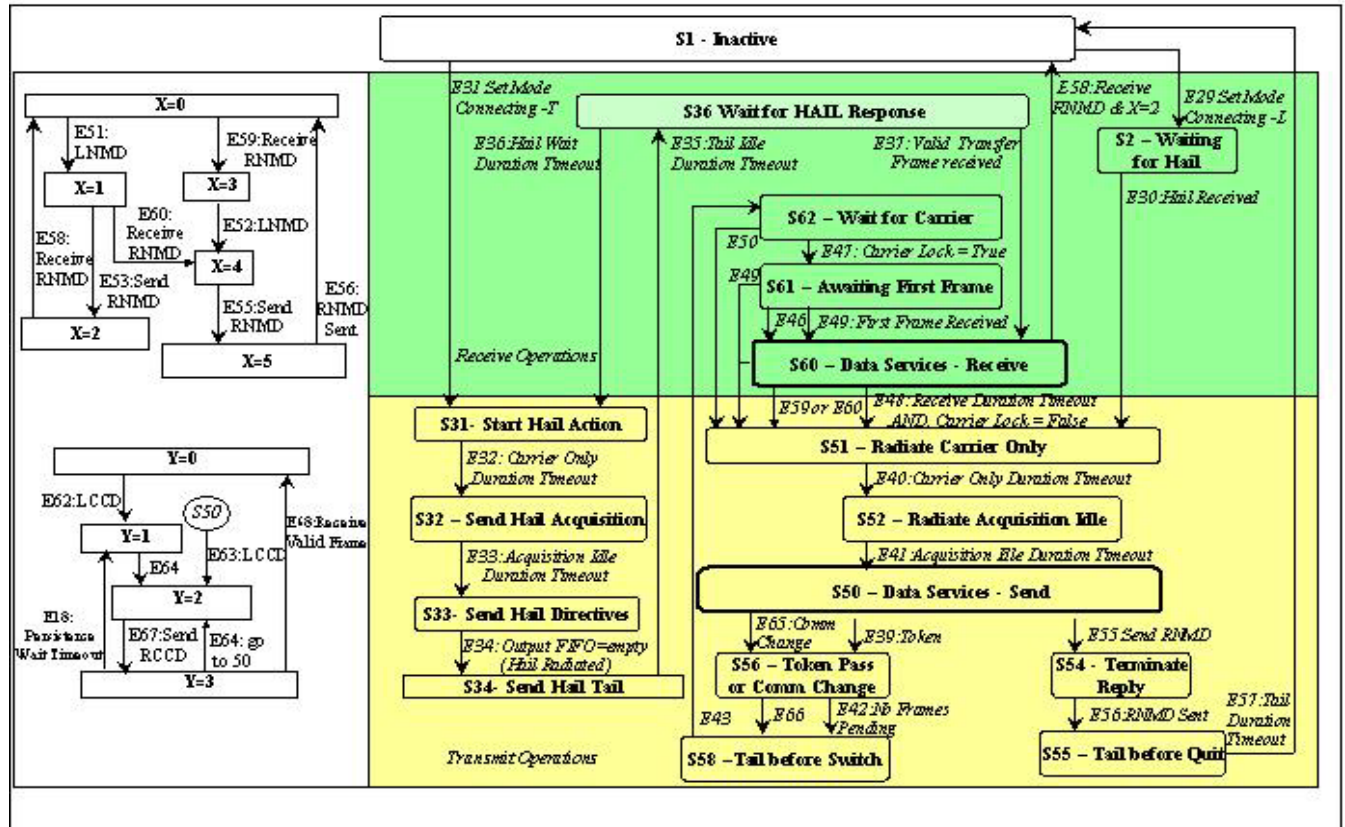 S1 - Inactive
E31 Set Mode
Connecting -T
E58:Receive
RNMD & X=2
E29:Set Mode
Connecting -L
S36 Wait for HAIL Response
E36:Hail Wait
Duration Timeout
E35:Tail Idle
Duration Timeout
E37: Valid Transfer
Frame received
S2 – Waiting
for Hail
E30:Hail Received
S62 – Wait for Carrier
E50
E47: Carrier Lock = True
E49
S61 – Awaiting First Frame
E46
E49:First Frame Received
Receive Operations
S60 – Data Services - Receive
E59 or E60
E48: Receive Duration Timeout
AND, Carrier Lock = False
S31- Start Hail Action
S51 – Radiate Carrier Only
E32: Carrier Only
Duration Timeout
E40:Carrier Only Duration Timeout
S32 – Send Hail Acquisition
S52 – Radiate Acquisition Idle
E33:Acquisition Idle
Duration Timeout
E41 Acquisition Ele Duration Timeout
S33- Send Hail Directives
S50 – Data Services - Send
E34: Output FIFO=empty
(Hail Radiated)
E65:Comm
Change
E39:Token
E55:Send RNMD
S34- Send Hail Tail
S56 – Token Pass
or Comm Change
S54 - Terminate
Reply
E43
E66
E42:No Frames
Pending
E56:RNMD Sent
E57:Tail
Duration
Timeout
Transmit Operations
S58 –Tail before Switch
S55 – Tail before Quit
X=0
E51:
LNMD
E59:Receive
RNMD
X=1
X=3
E60:
Receive
RNMD
E52:LNMD
E58:
Receive
RNMD
X=4
E53:Send
RNMD
E55:Send
RNMD
E56:
RNMD
Sent
X=2
X=5
Y=0
E62:LCCD
S50
E68:Receive
Valid Frame
Y=1
E63:LCCD
E64
Y=2
E18:
Persistance
Wait Timeout
E67:Send
RCCD
E64: go
to 50
Y=3